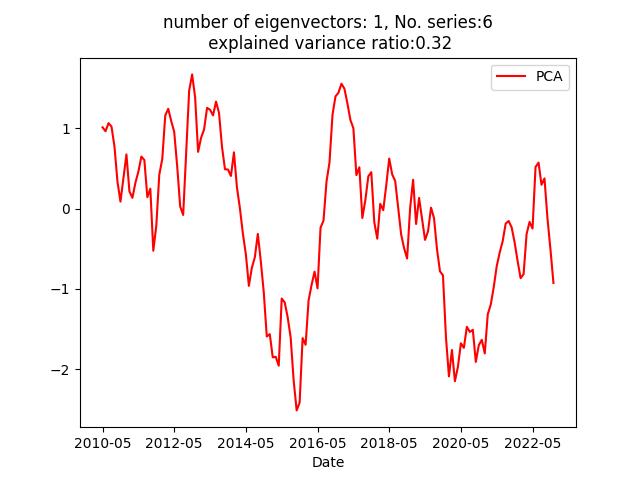 number of eigenvectors: 1, No. series:6
explained variance ratio:0.32
PCA
1
0
−1
−2
2010-05 2012-05 2014-05 2016-05 2018-05 2020-05 2022-05
Date